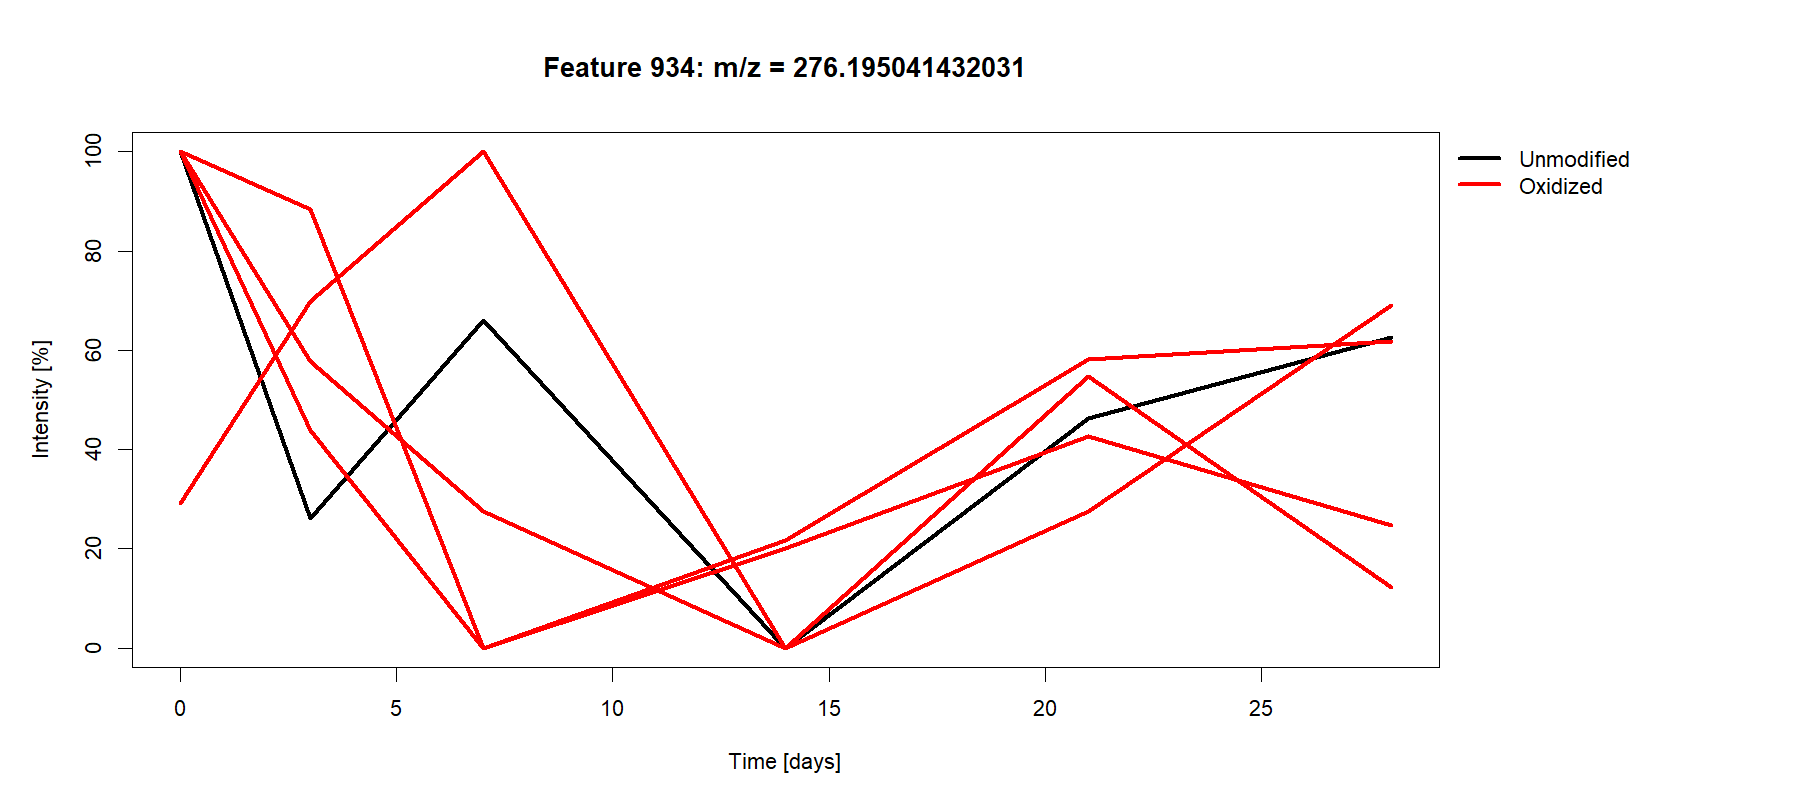 Feature 934: m/z = 276.195041432031
Unmodified
Oxidized
Intensity [%]
100
80
60
40
20
0
0 5 10 15 20 25
Time [days]